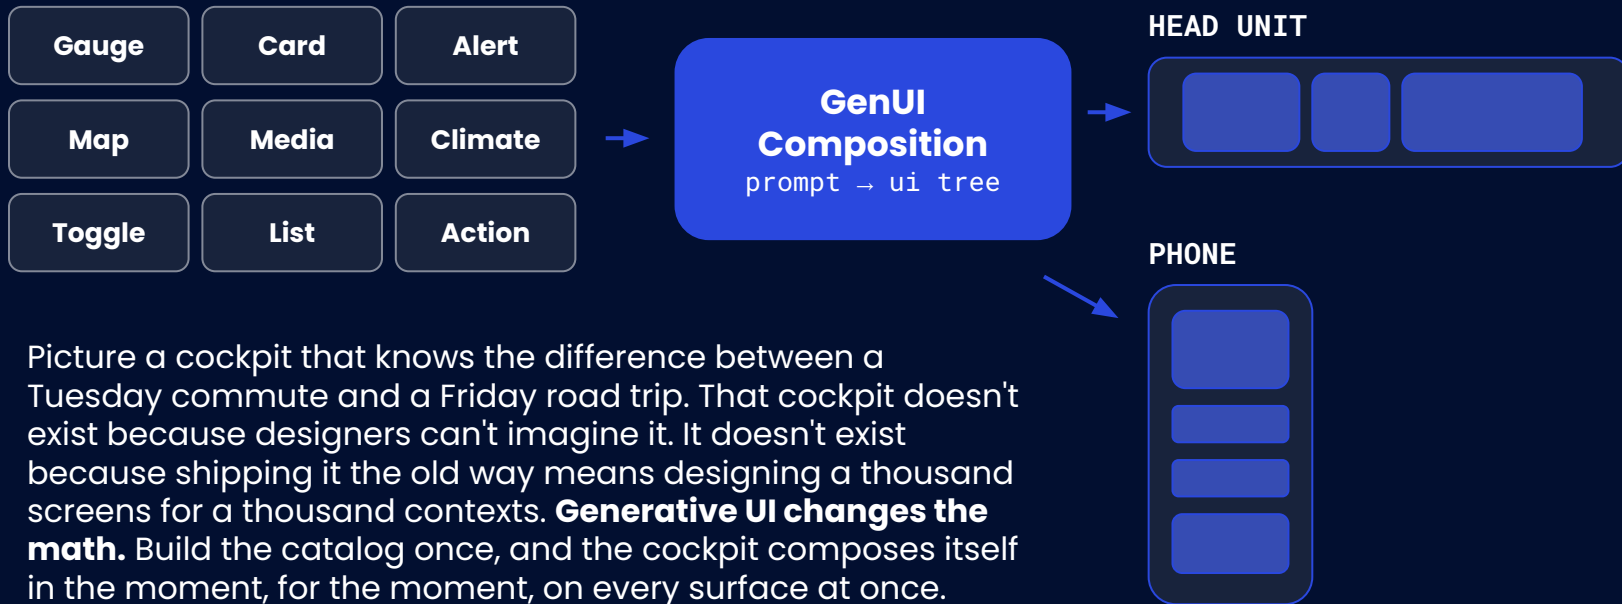 Gauge
Card
Alert
Map
Media
Climate
Toggle
List
Action
GenUI
Composition
prompt → ui tree
HEAD UNIT
PHONE
Picture a cockpit that knows the difference between a
Tuesday commute and a Friday road trip. That cockpit doesn't
exist because designers can't imagine it. It doesn't exist
because shipping it the old way means designing a thousand
screens for a thousand contexts. Generative UI changes the
math. Build the catalog once, and the cockpit composes itself
in the moment, for the moment, on every surface at once.